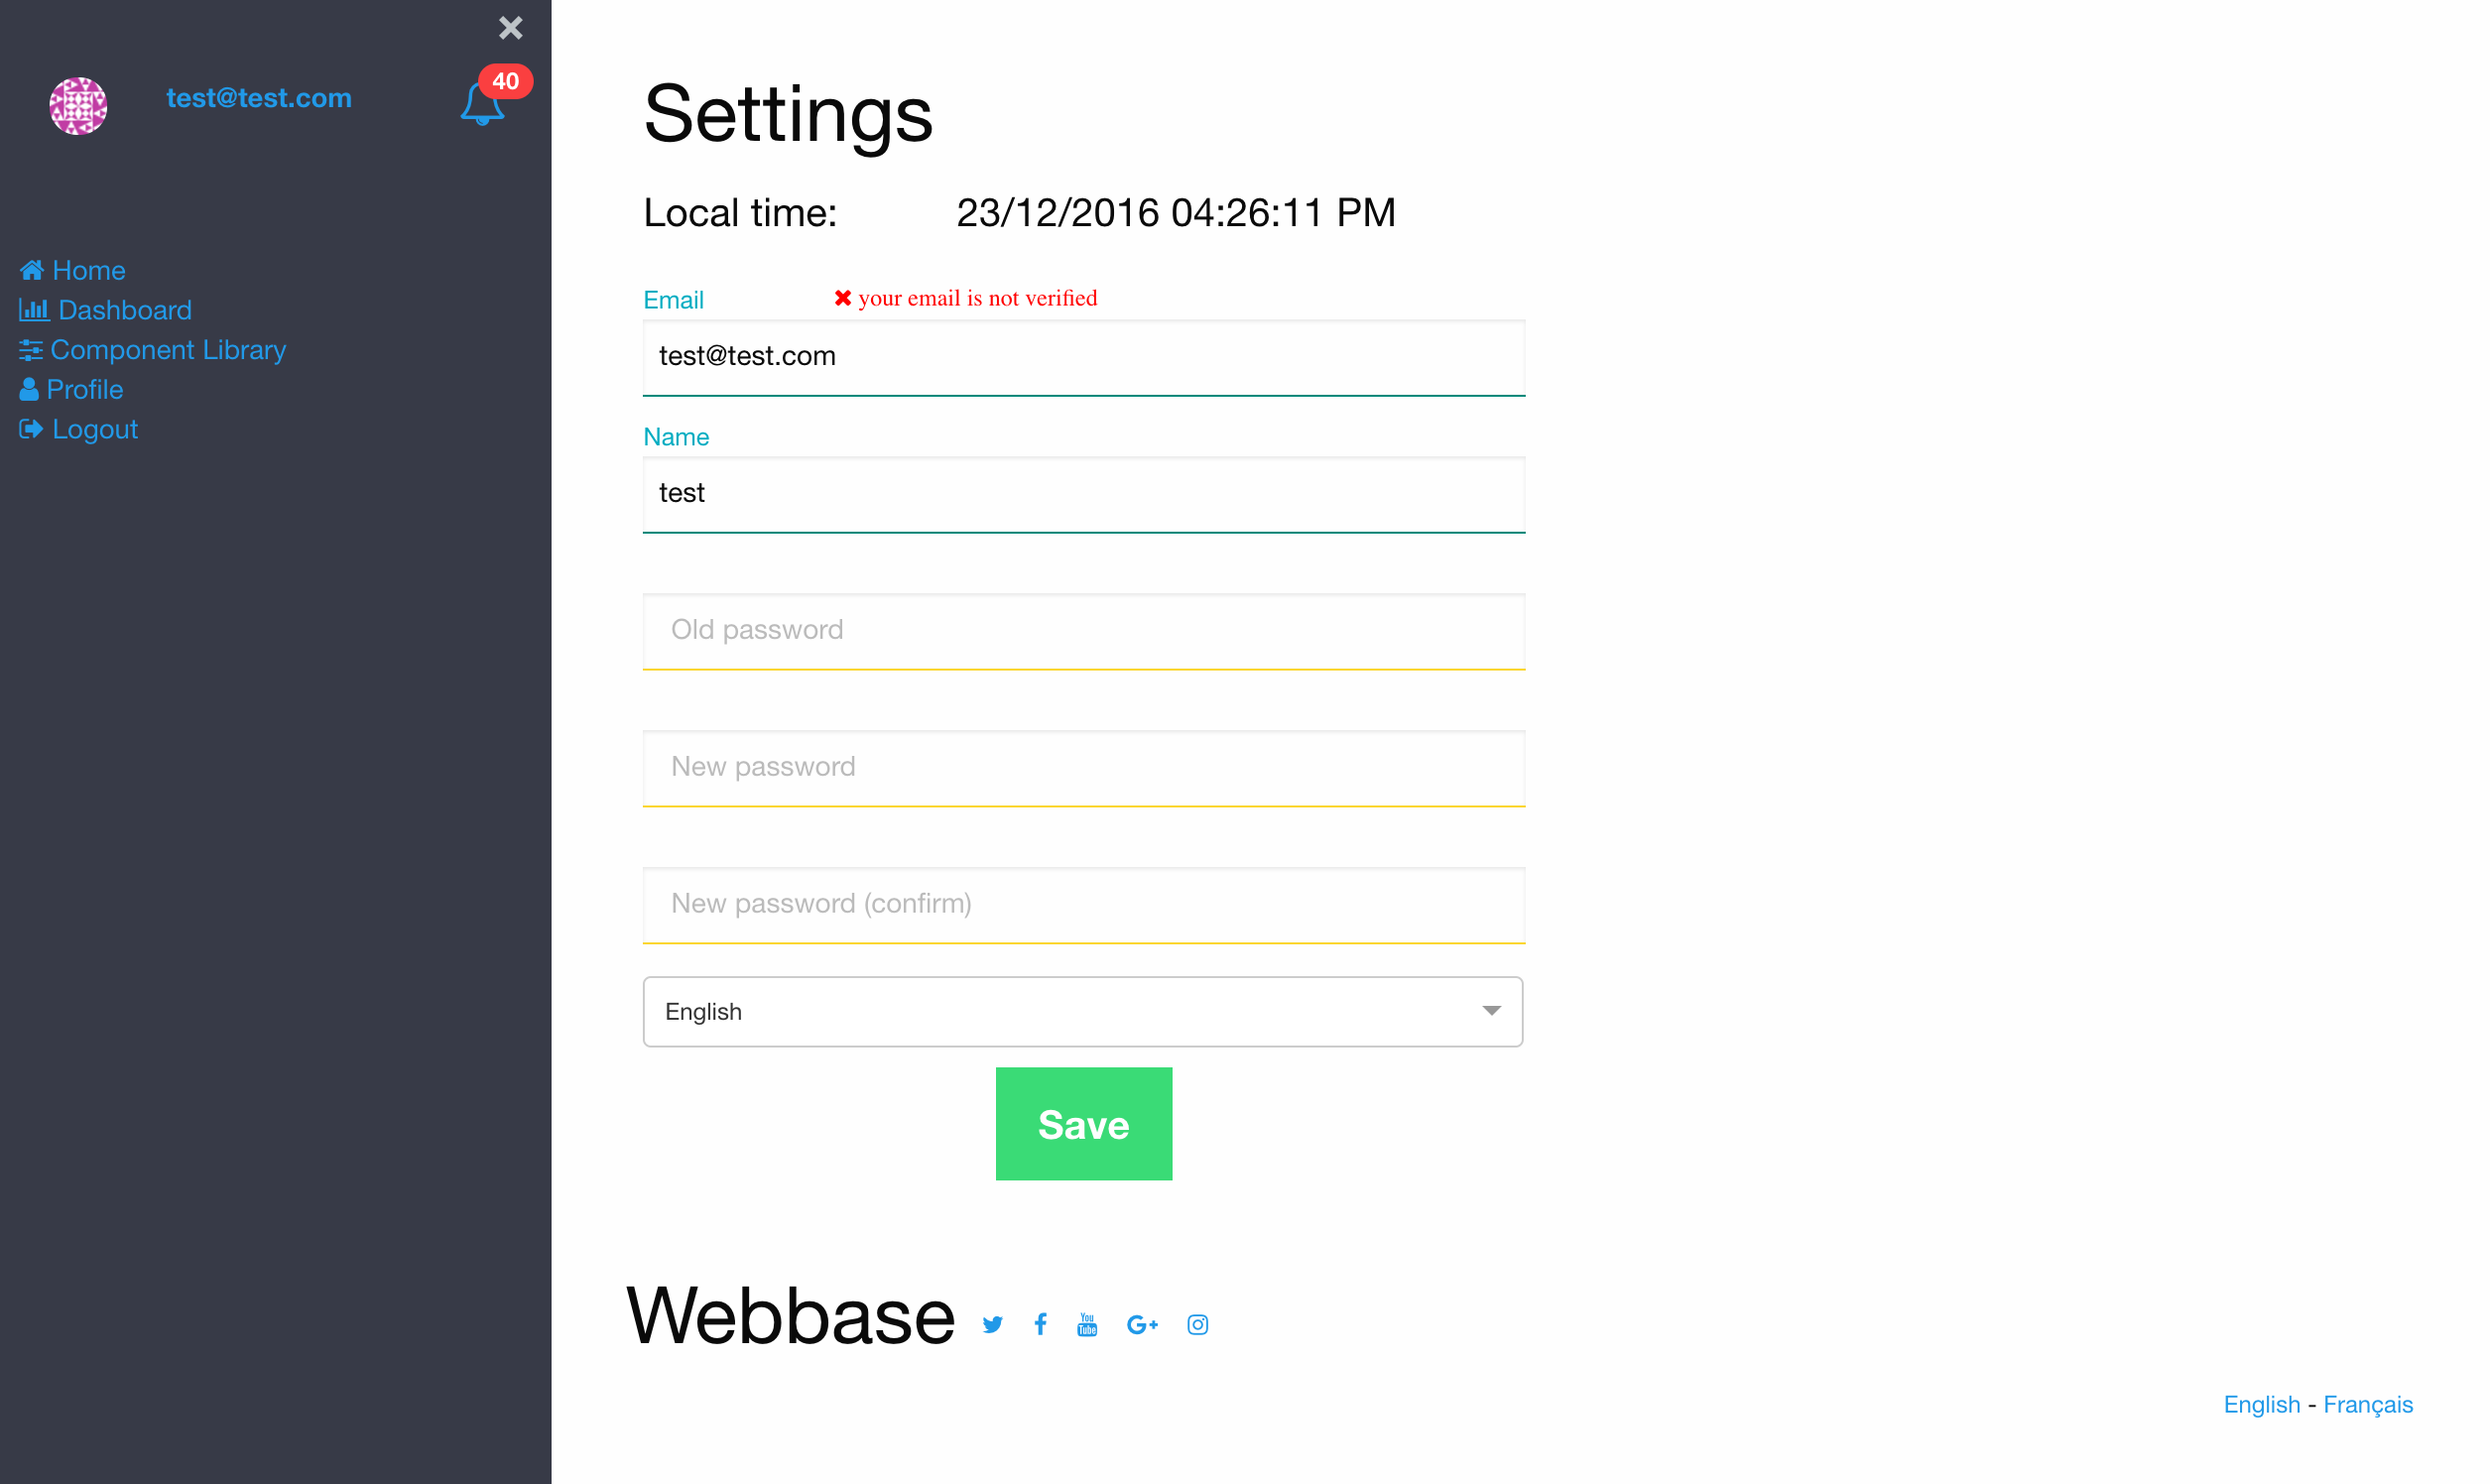 test@test.com
40
Home
Dashboard
Component Library
Profile
Logout
Settings
Local time: 23/12/2016 04:26:11 PM
Email your email is not verified
test@test.com
Name
test
Old password
New password
New password (confirm)
English
Save
Webbase You Tube G+
English - Français